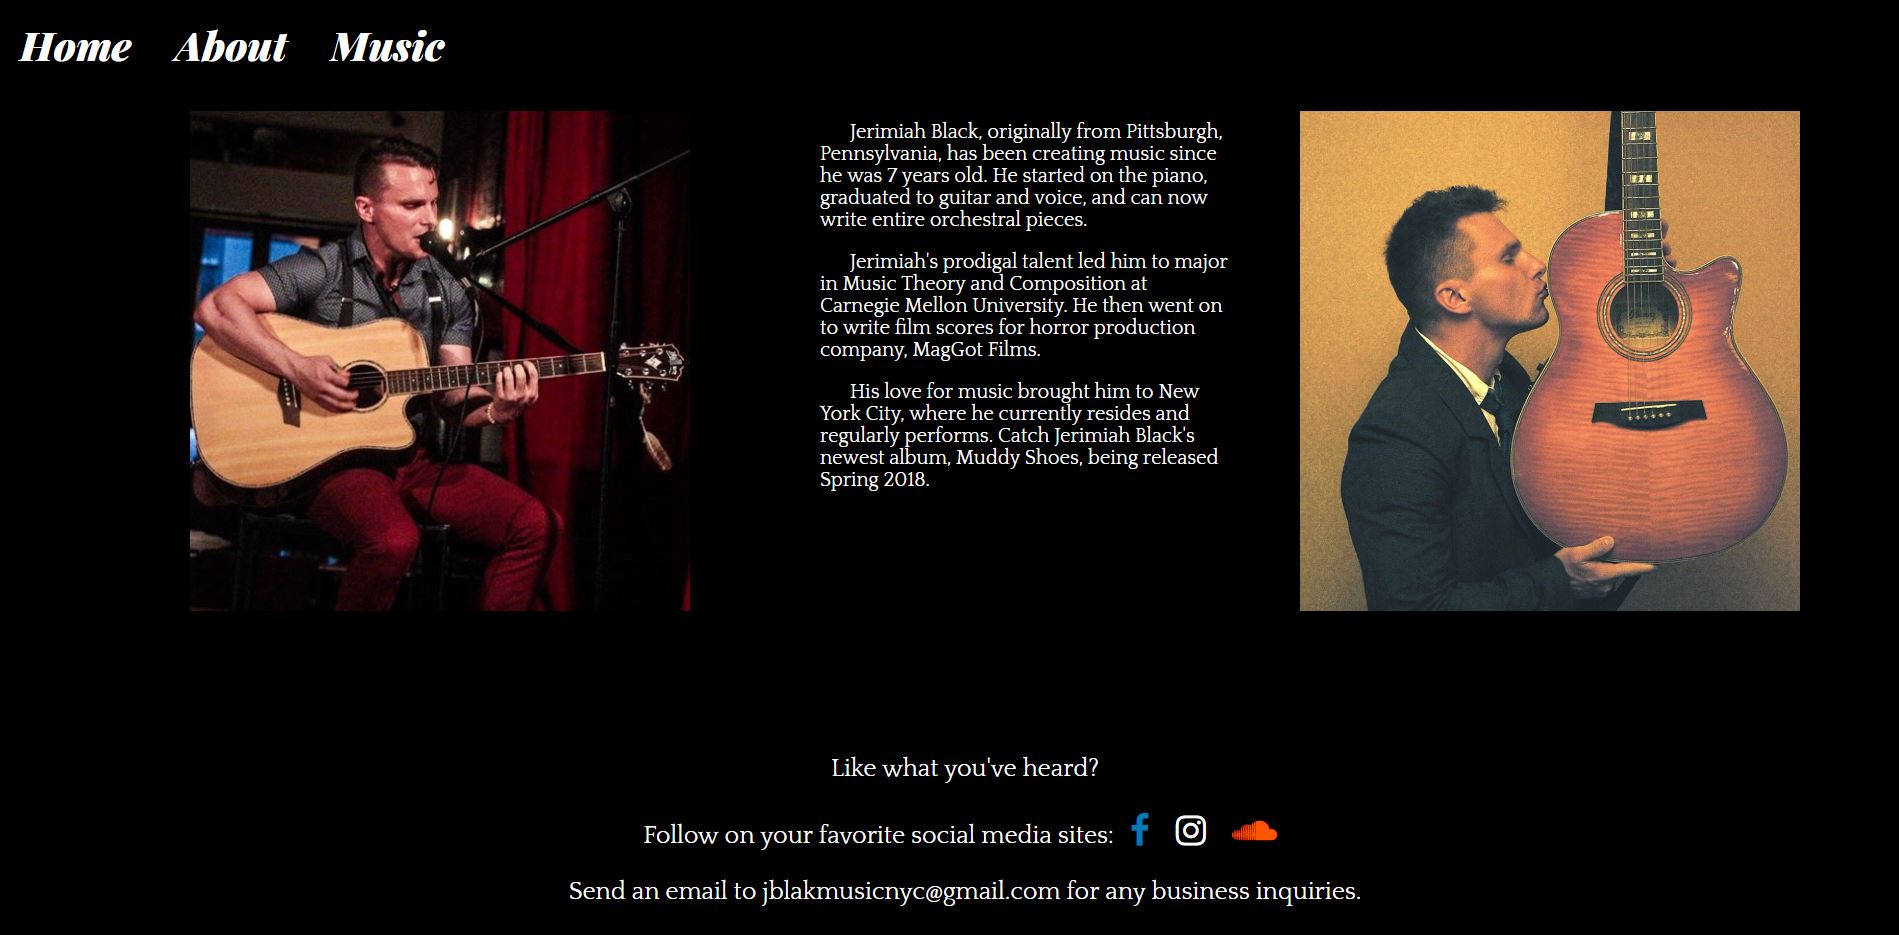 Home About Music
Jerimiah Black, originally from Pittsburgh,
Pennsylvania, has been creating music since
he was 7 years old. He started on the piano,
graduated to guitar and voice, and can now
write entire orchestral pieces.
Jerimiah's prodigal talent led him to major
in Music Theory and Composition at
Carnegie Mellon University. He then went on
to write film scores for horror production
company, MagGot Films.
His love for music brought him to New
York City, where he currently resides and
regularly performs. Catch Jerimiah Black's
newest album, Muddy Shoes, being released
Spring 2018.
Like what you've heard?
Follow on your favorite social media sites:
Send an email to jblakmusicnyc@gmail.com for any business inquiries.